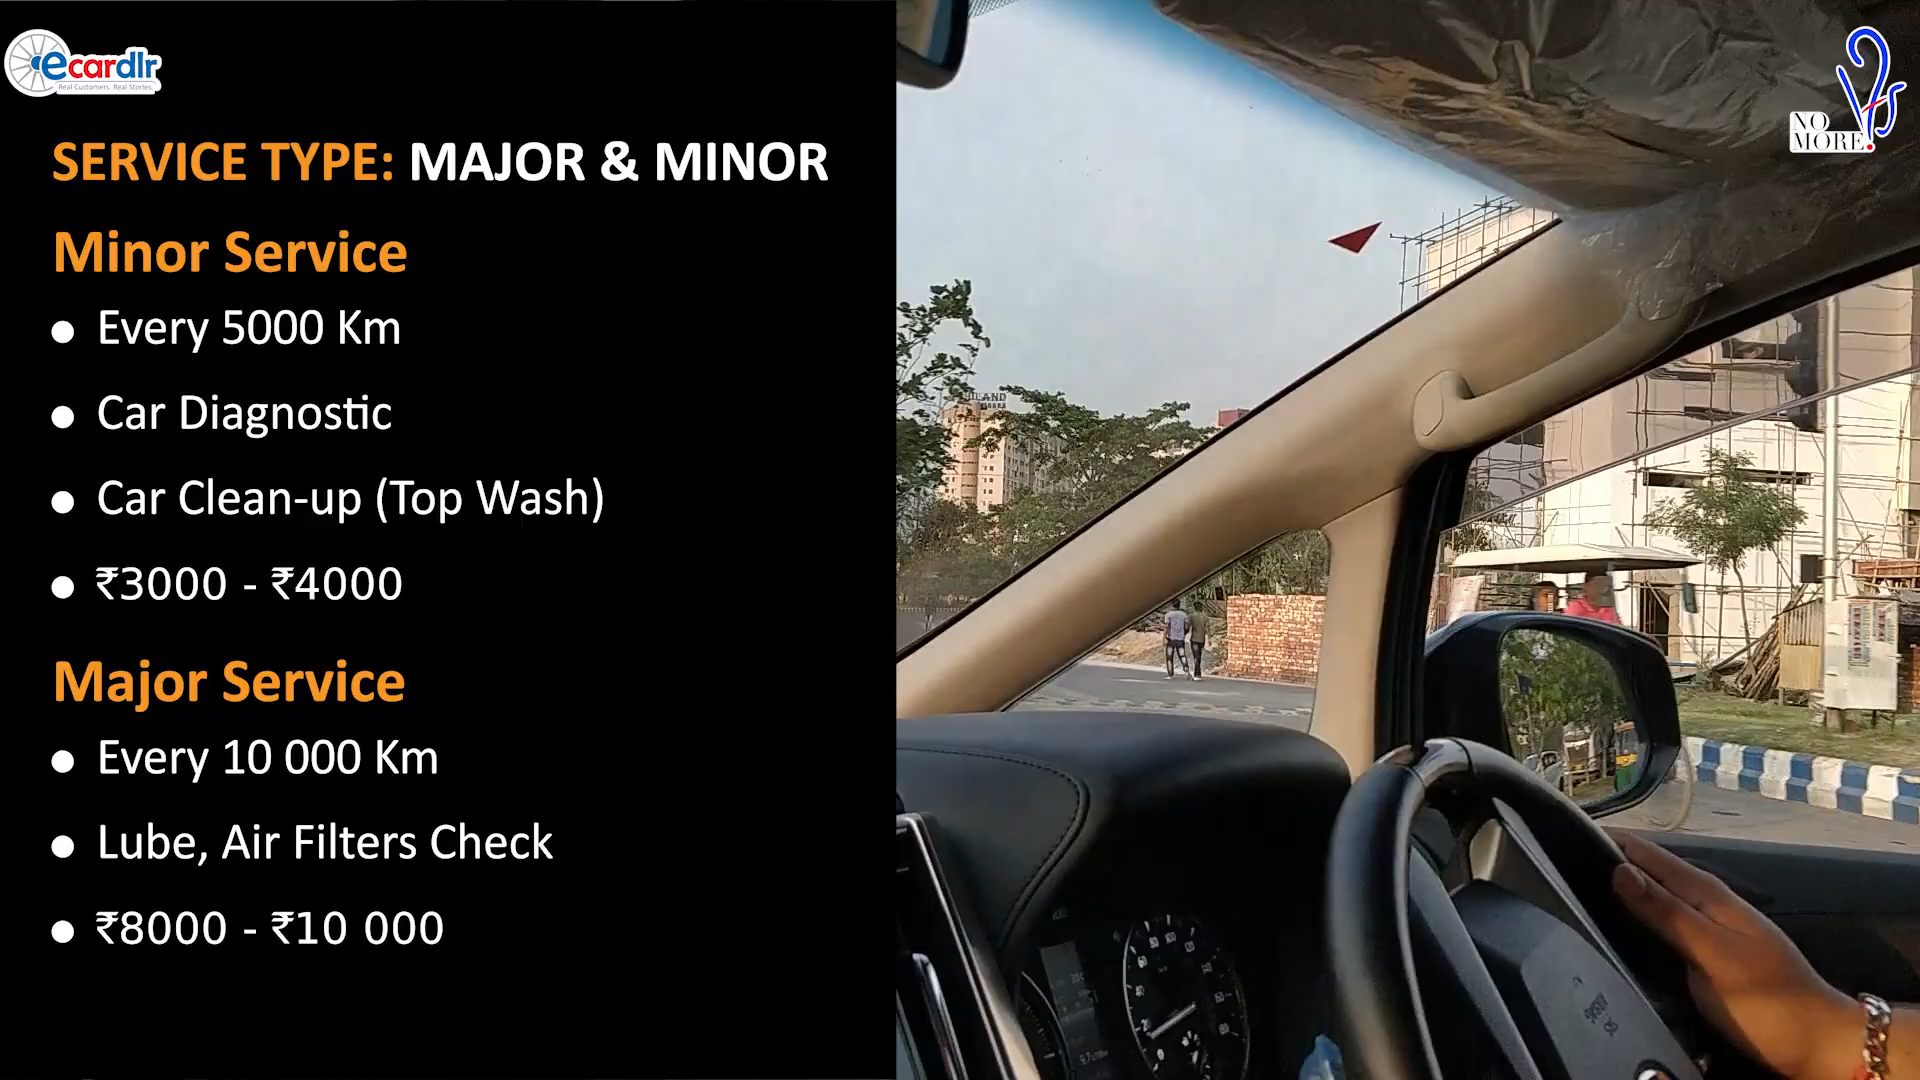 ecardlr
Real Customers. Real Stories.
SERVICE TYPE: MAJOR & MINOR
Minor Service
● Every 5000 Km
● Car Diagnostic
● Car Clean-up (Top Wash)
● ₹3000 - ₹4000
Major Service
● Every 10 000 Km
● Lube, Air Filters Check
● ₹8000 - ₹10 000
NO
MORE.